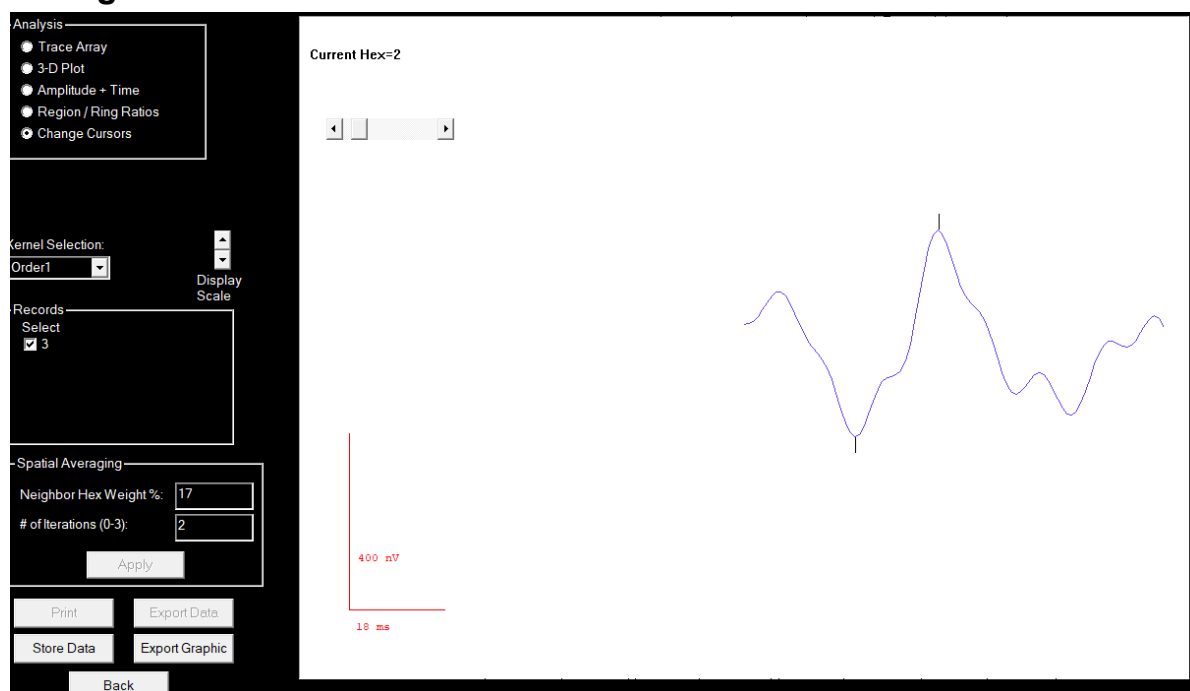 Analysis
Trace Array
3-D Plot
Amplitude + Time
Region / Ring Ratios
Change Cursors
Current Hex=2
Kernel Selection:
Order1
Display
Scale
Records
Select
3
Spatial Averaging
Neighbor Hex Weight %: 17
# of Iterations (0-3): 2
Apply
Print Export Data
Store Data Export Graphic
Back
400 nV
18 ms